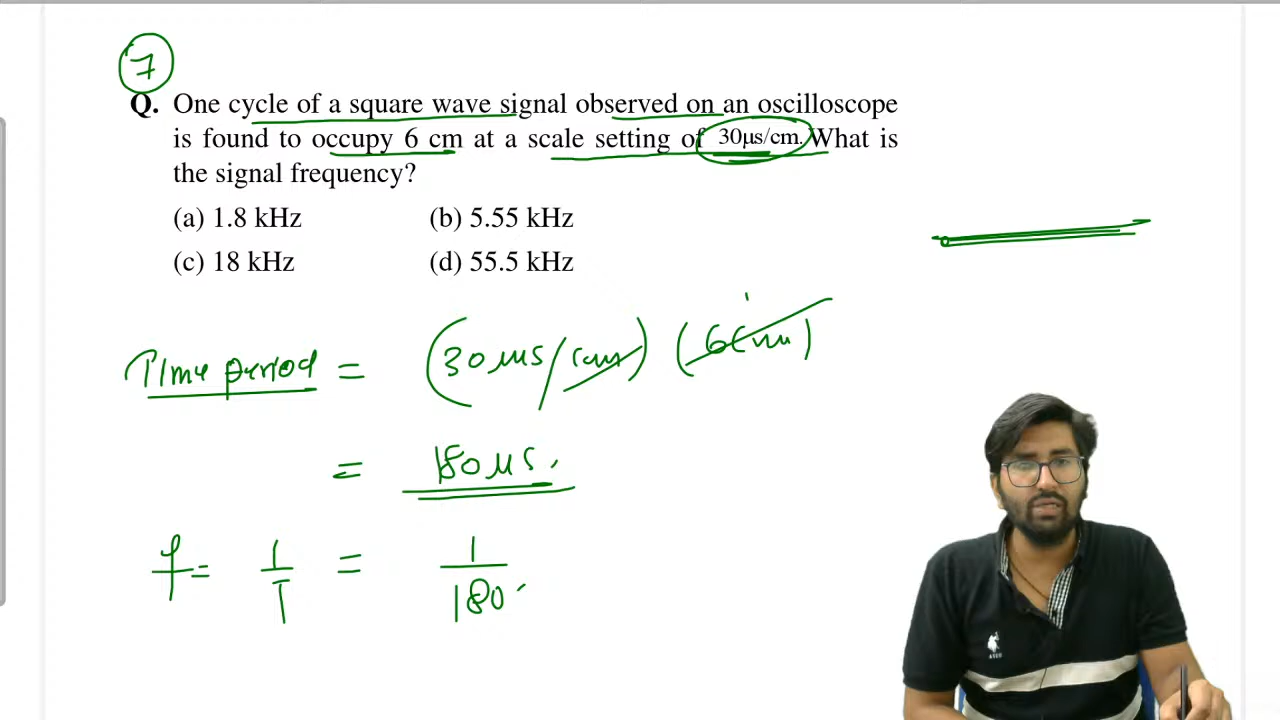 7
Q. One cycle of a square wave signal observed on an oscilloscope
is found to occupy 6 cm at a scale setting of 30μs/cm. What is
the signal frequency?
(a) 1.8 kHz (b) 5.55 kHz
(c) 18 kHz (d) 55.5 kHz
Time period = (30 μs/cm) (6cm)
= 180 μs.
f = 1/T = 1/180